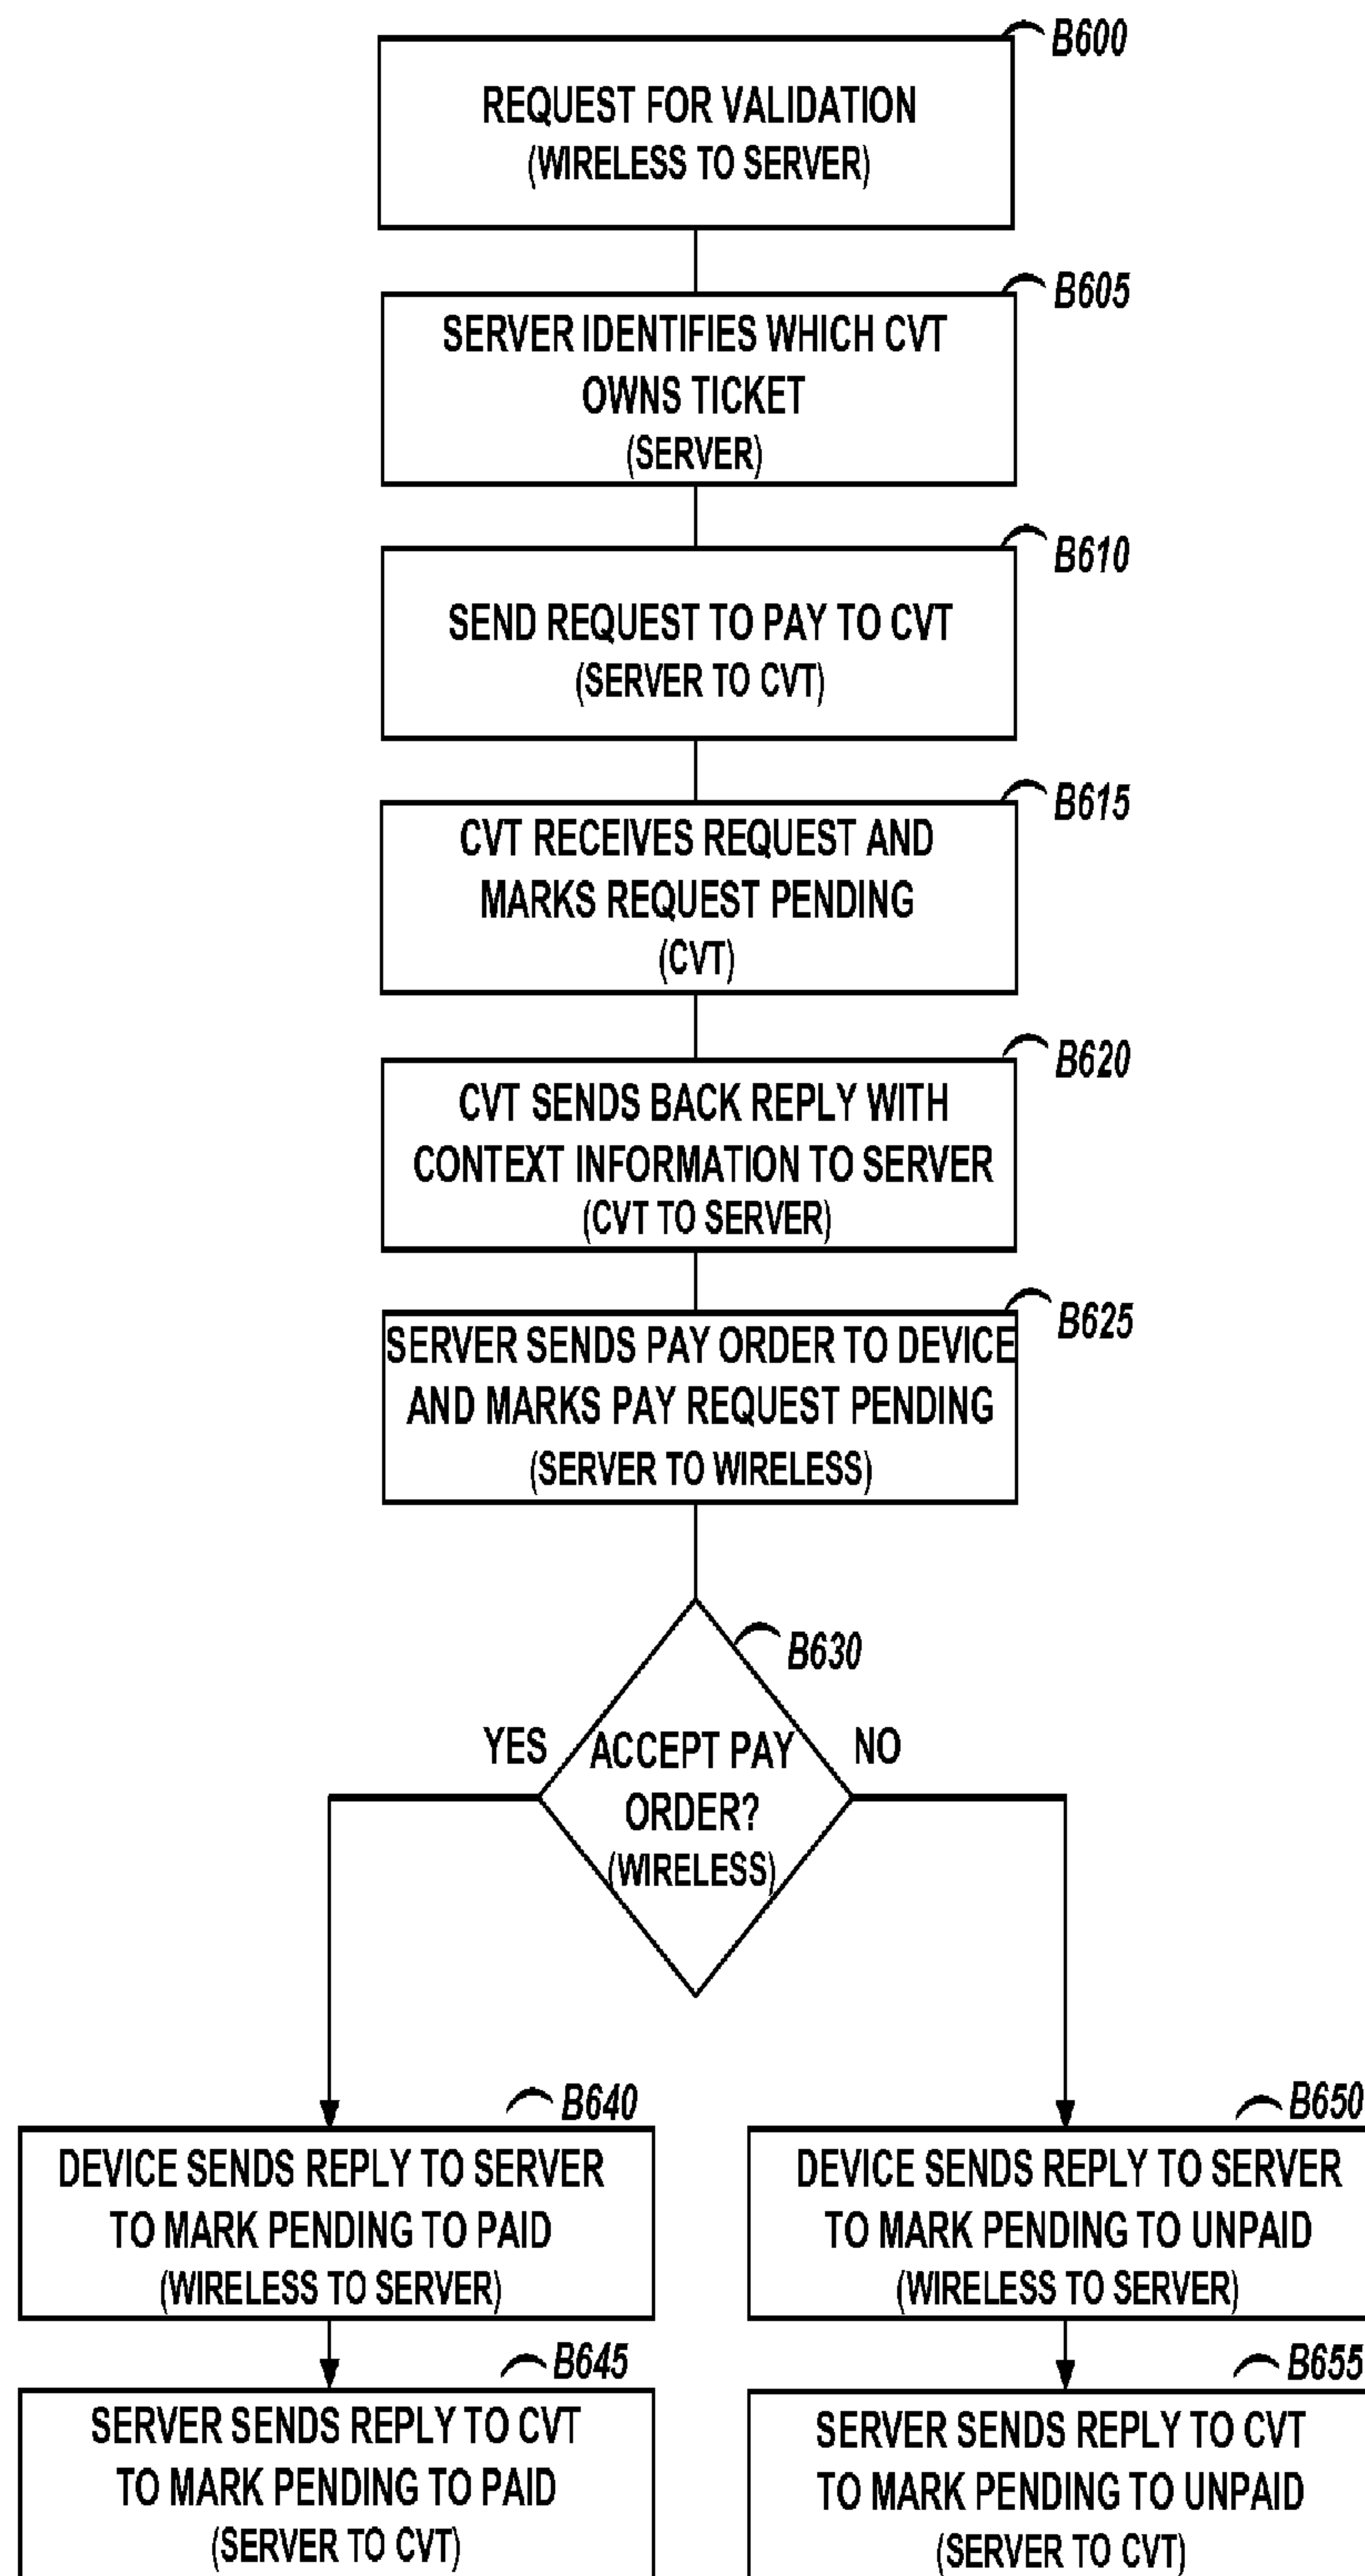 B600
REQUEST FOR VALIDATION
(WIRELESS TO SERVER)
B605
SERVER IDENTIFIES WHICH CVT
OWNS TICKET
(SERVER)
B610
SEND REQUEST TO PAY TO CVT
(SERVER TO CVT)
B615
CVT RECEIVES REQUEST AND
MARKS REQUEST PENDING
(CVT)
B620
CVT SENDS BACK REPLY WITH
CONTEXT INFORMATION TO SERVER
(CVT TO SERVER)
B625
SERVER SENDS PAY ORDER TO DEVICE
AND MARKS PAY REQUEST PENDING
(SERVER TO WIRELESS)
B630
YES
NO
ACCEPT PAY
ORDER?
(WIRELESS)
B640
DEVICE SENDS REPLY TO SERVER
TO MARK PENDING TO PAID
(WIRELESS TO SERVER)
B645
SERVER SENDS REPLY TO CVT
TO MARK PENDING TO PAID
(SERVER TO CVT)
B650
DEVICE SENDS REPLY TO SERVER
TO MARK PENDING TO UNPAID
(WIRELESS TO SERVER)
B655
SERVER SENDS REPLY TO CVT
TO MARK PENDING TO UNPAID
(SERVER TO CVT)